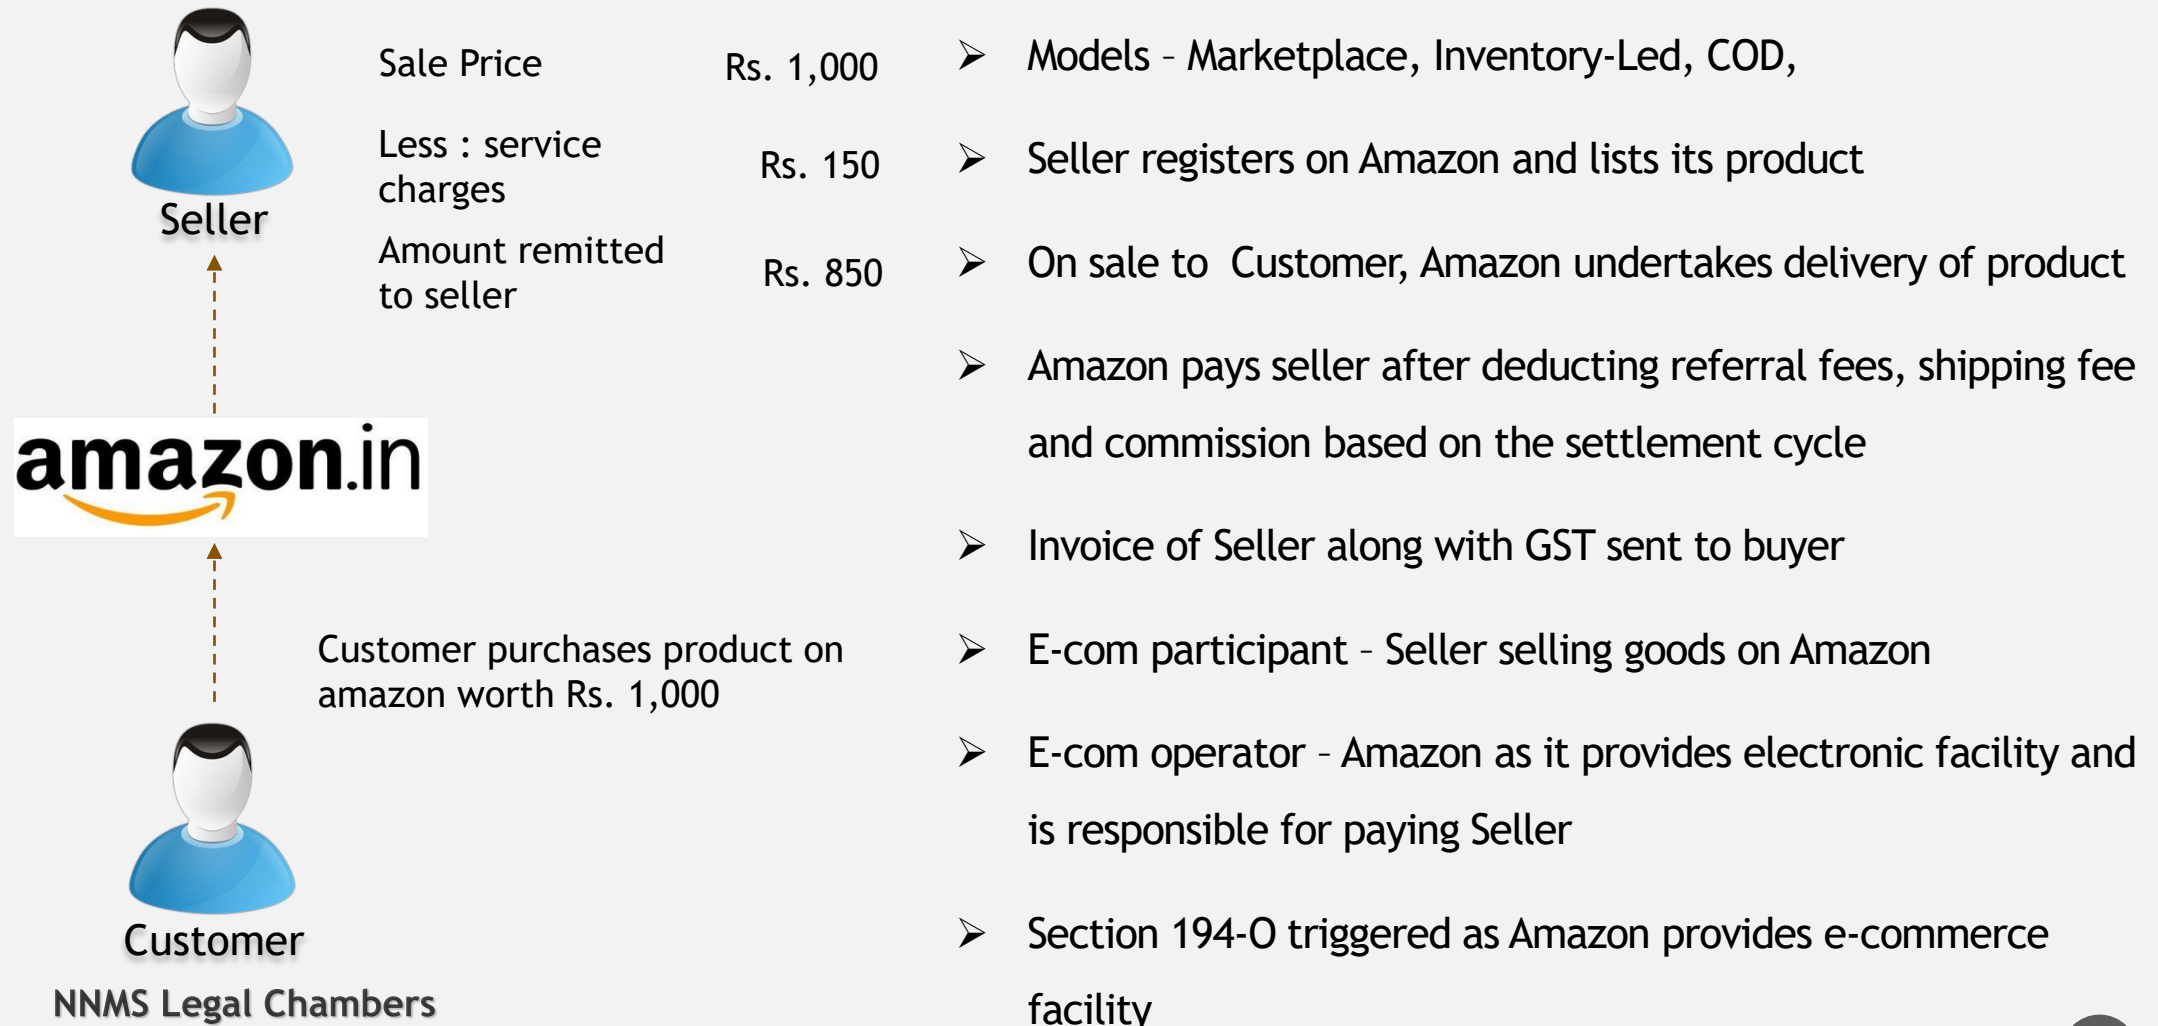 Seller
Sale Price Rs. 1,000
Less : service
charges Rs. 150
Amount remitted
to seller Rs. 850
amazon.in
Customer purchases product on
amazon worth Rs. 1,000
Customer
NNMS Legal Chambers
➢ Models – Marketplace, Inventory-Led, COD,
➢ Seller registers on Amazon and lists its product
➢ On sale to Customer, Amazon undertakes delivery of product
➢ Amazon pays seller after deducting referral fees, shipping fee
and commission based on the settlement cycle
➢ Invoice of Seller along with GST sent to buyer
➢ E-com participant – Seller selling goods on Amazon
➢ E-com operator – Amazon as it provides electronic facility and
is responsible for paying Seller
➢ Section 194-O triggered as Amazon provides e-commerce
facility